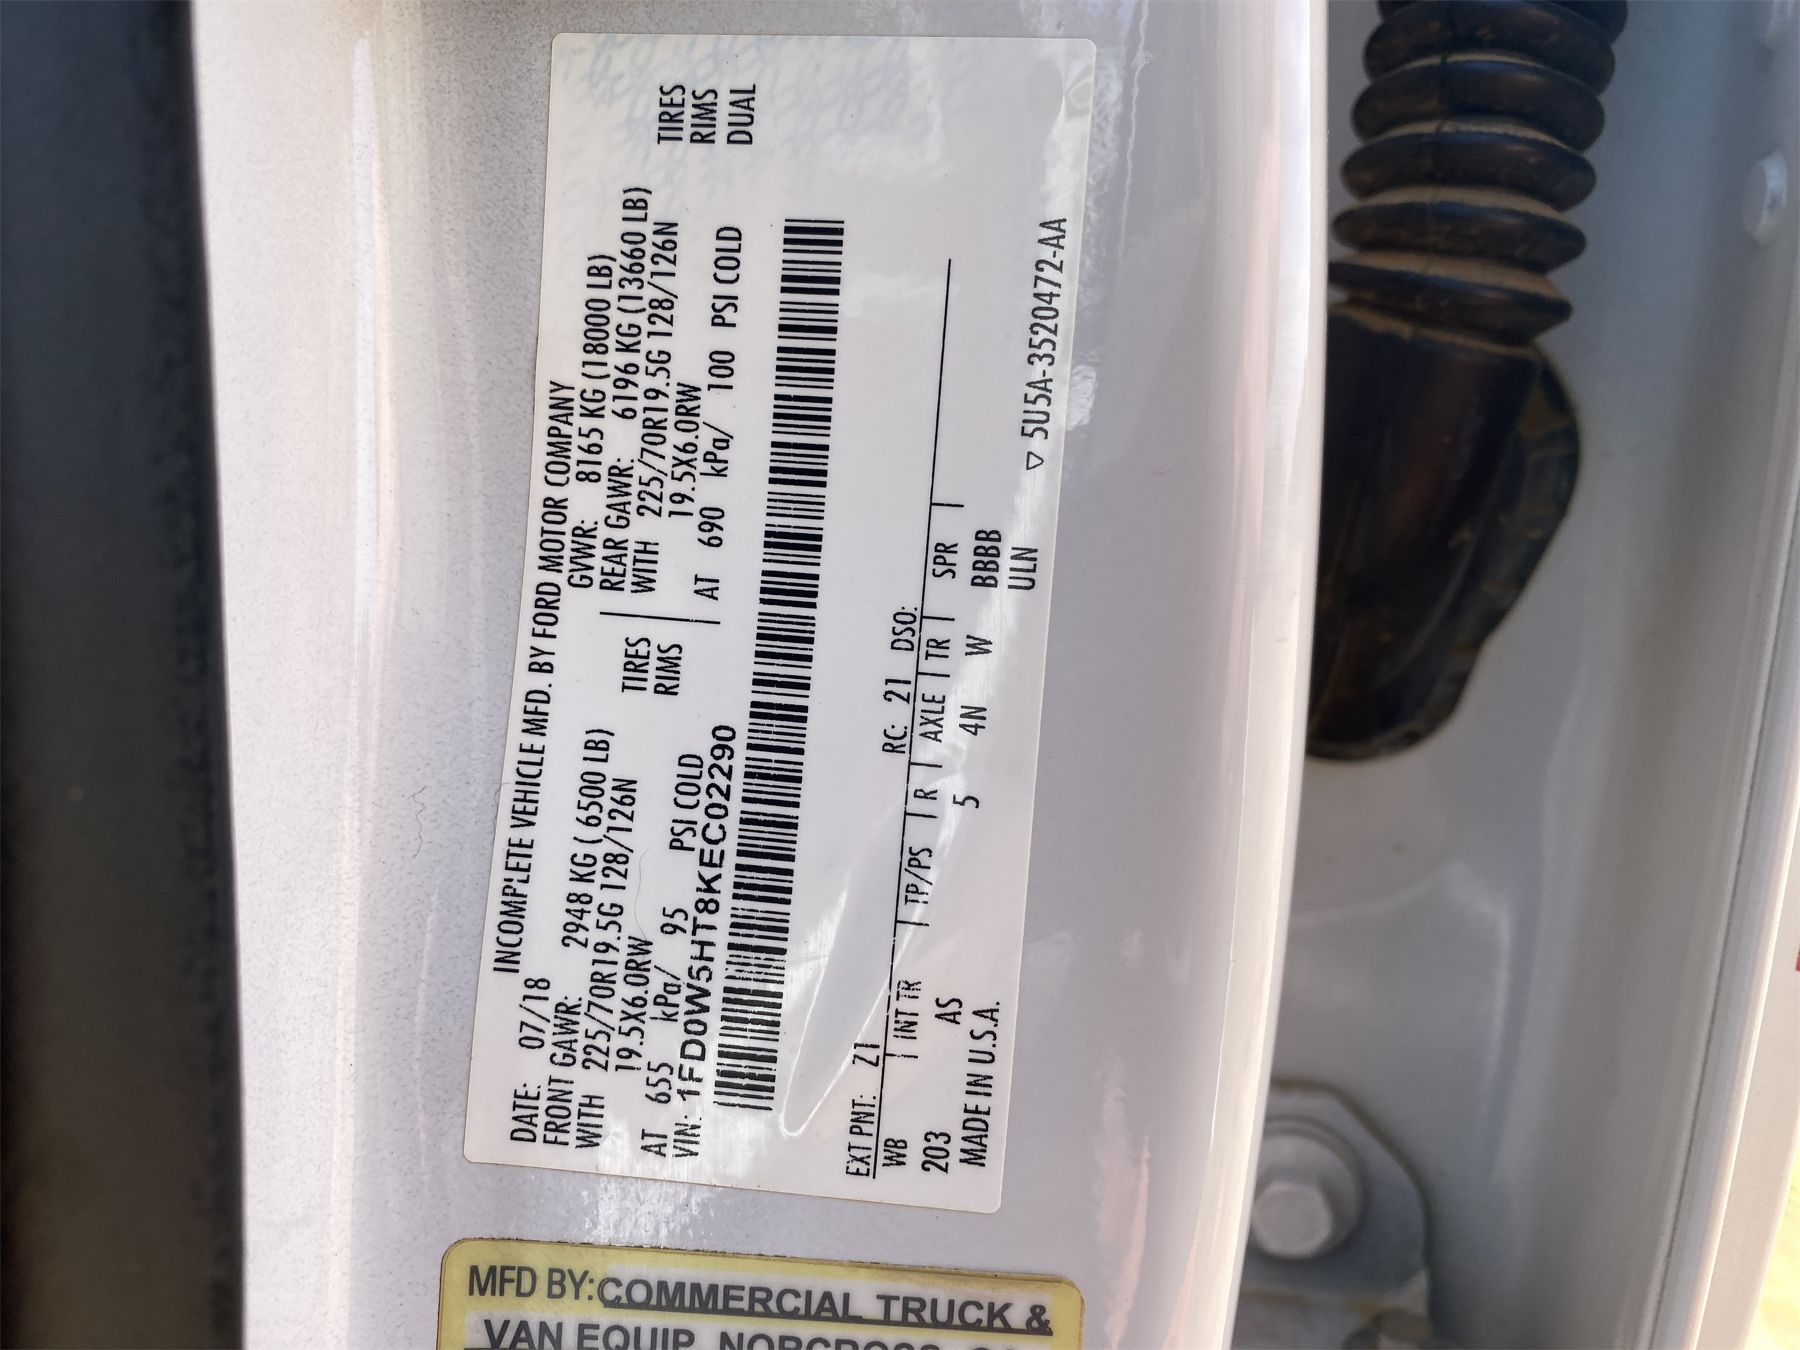 INCOMPLETE VEHICLE MFD. BY FORD MOTOR COMPANY
DATE: 07/18 GVWR: 8165 KG (18000 LB)
FRONT GAWR: 2948 KG ( 6500 LB) REAR GAWR: 6196 KG (13660 LB)
WITH 225/70R19.5G 128/126N TIRES WITH 225/70R19.5G 128/126N TIRES
19.5X6.0RW RIMS 19.5X6.0RW RIMS
AT 655 kPa/ 95 PSI COLD AT 690 kPa/ 100 PSI COLD DUAL
VIN: 1FD0W5HT8KEC02290
EXT PNT: Z1 RC: 21 DSO:
WB INT TR TP/PS R AXLE TR SPR
203 AS 5 4N W BBBB
MADE IN U.S.A. ULN
▽ 5U5A-3520472-AA
MFD BY: COMMERCIAL TRUCK &
VAN EQUIP NORCROSS